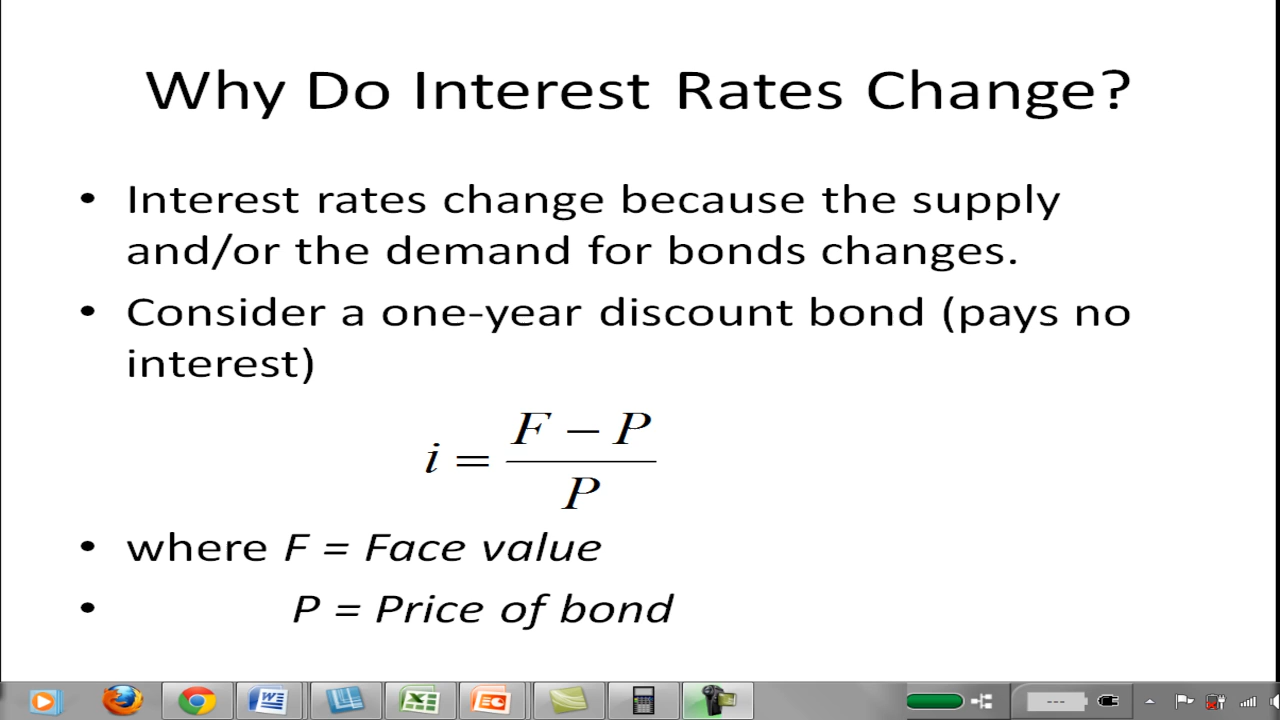 Why Do Interest Rates Change?
• Interest rates change because the supply
and/or the demand for bonds changes.
• Consider a one-year discount bond (pays no
interest)
i = (F − P) / P
• where F = Face value
• P = Price of bond